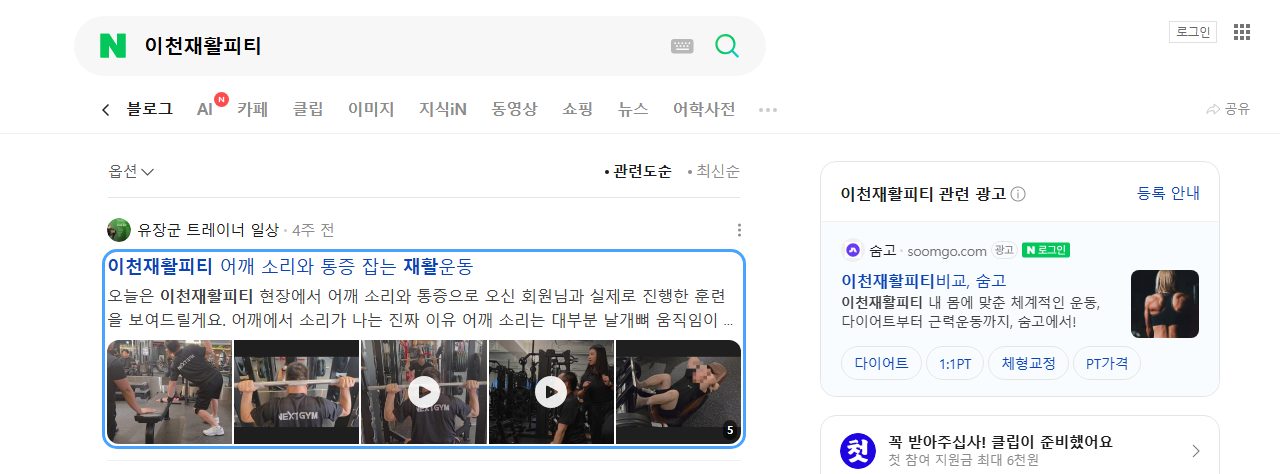 N 이천재활피티
로그인
블로그 AI N 카페 클립 이미지 지식iN 동영상 쇼핑 뉴스 어학사전 ···
공유
옵션
• 관련도순 • 최신순
유장군 트레이너 일상 · 4주 전
이천재활피티 어깨 소리와 통증 잡는 재활운동
오늘은 이천재활피티 현장에서 어깨 소리와 통증으로 오신 회원님과 실제로 진행한 훈련
을 보여드릴게요. 어깨에서 소리가 나는 진짜 이유 어깨 소리는 대부분 날개뼈 움직임이 ...
NEXTGYM
NEXTGYM
5
이천재활피티 관련 광고 등록 안내
숨고 · soomgo.com 광고 N 로그인
이천재활피티비교, 숨고
이천재활피티 내 몸에 맞춘 체계적인 운동,
다이어트부터 근력운동까지, 숨고에서!
다이어트 1:1PT 체형교정 PT가격
첫
꼭 받아주십사! 클립이 준비했어요
첫 참여 지원금 최대 6천원